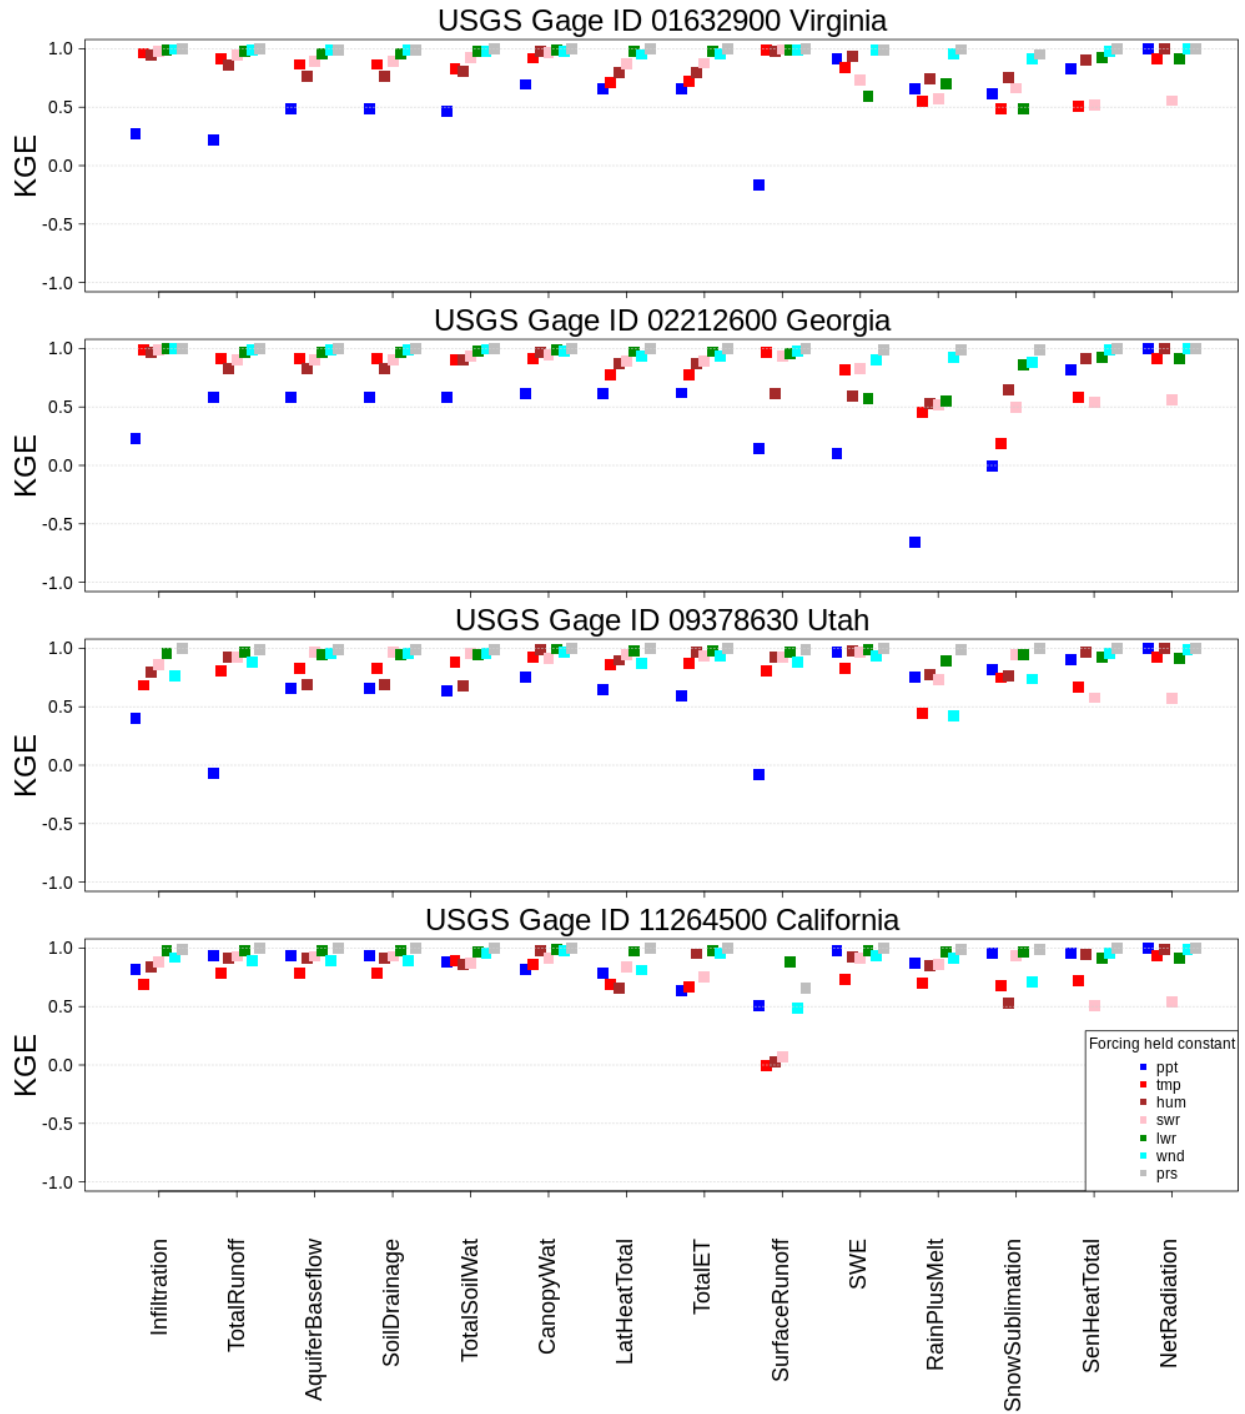 USGS Gage ID 01632900 Virginia
1.0
0.5
0.0
-0.5
-1.0
KGE
USGS Gage ID 02212600 Georgia
1.0
0.5
0.0
-0.5
-1.0
KGE
USGS Gage ID 09378630 Utah
1.0
0.5
0.0
-0.5
-1.0
KGE
USGS Gage ID 11264500 California
1.0
0.5
0.0
-0.5
-1.0
KGE
Forcing held constant
ppt
tmp
hum
swr
lwr
wnd
prs
Infiltration
TotalRunoff
AquiferBaseflow
SoilDrainage
TotalSoilWat
CanopyWat
LatHeatTotal
TotalET
SurfaceRunoff
SWE
RainPlusMelt
SnowSublimation
SenHeatTotal
NetRadiation